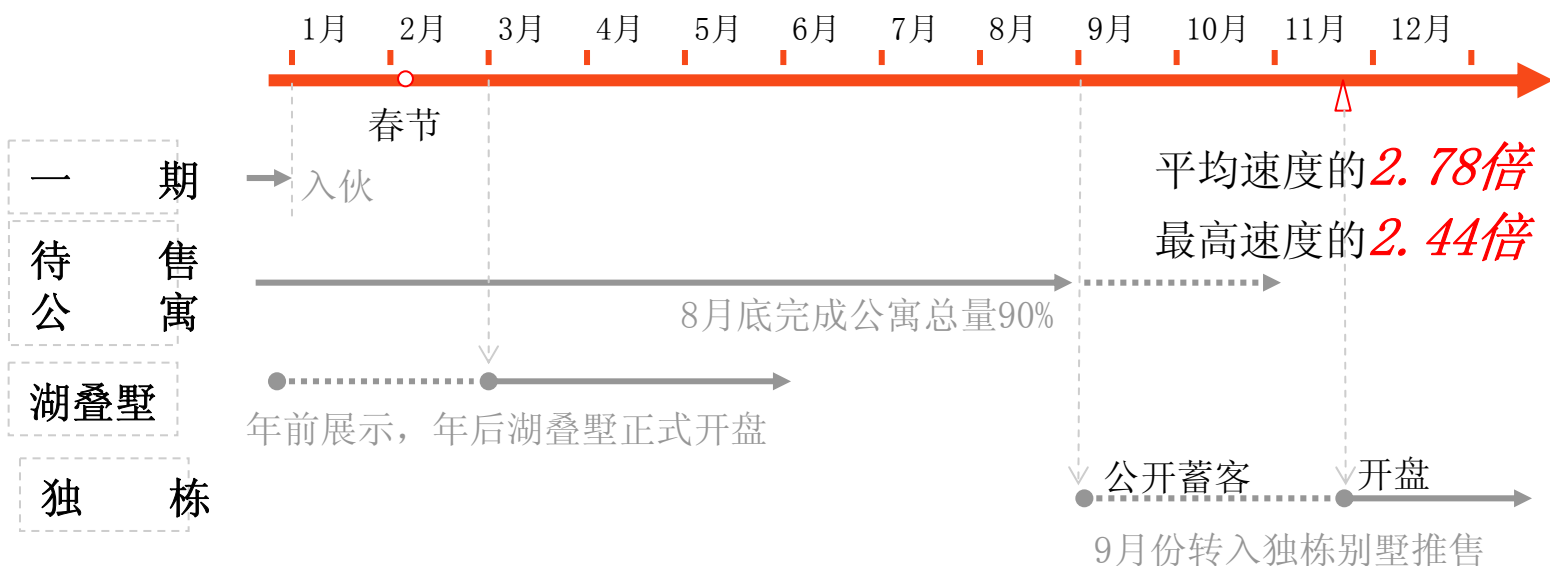 1月 2月 3月 4月 5月 6月 7月 8月 9月 10月 11月 12月
春节
一 期
入伙
平均速度的2.78倍
最高速度的2.44倍
待 售
公 寓
8月底完成公寓总量90%
湖叠墅
年前展示，年后湖叠墅正式开盘
独 栋
公开蓄客
开盘
9月份转入独栋别墅推售